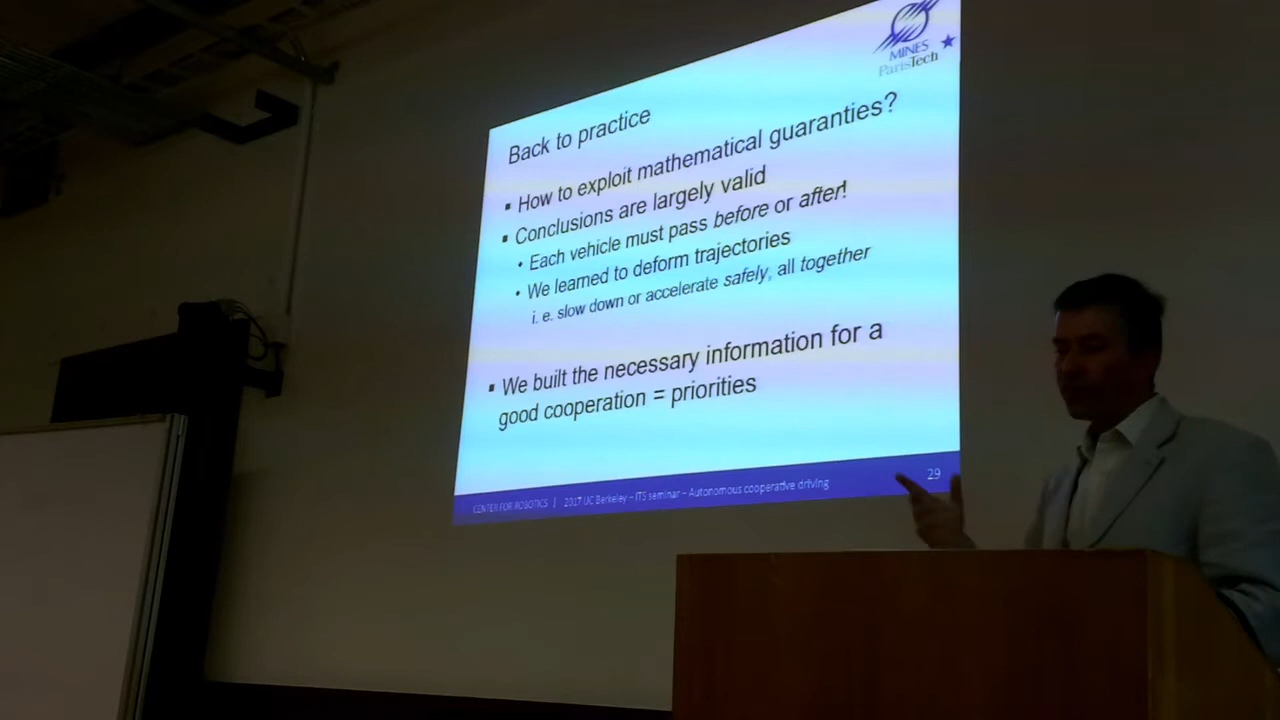 MINES
ParisTech
Back to practice
▪ How to exploit mathematical guaranties?
▪ Conclusions are largely valid
• Each vehicle must pass before or after!
• We learned to deform trajectories
i. e. slow down or accelerate safely, all together
▪ We built the necessary information for a
good cooperation = priorities
CENTER FOR ROBOTICS | 2017 UC Berkeley – ITS seminar – Autonomous cooperative driving
29